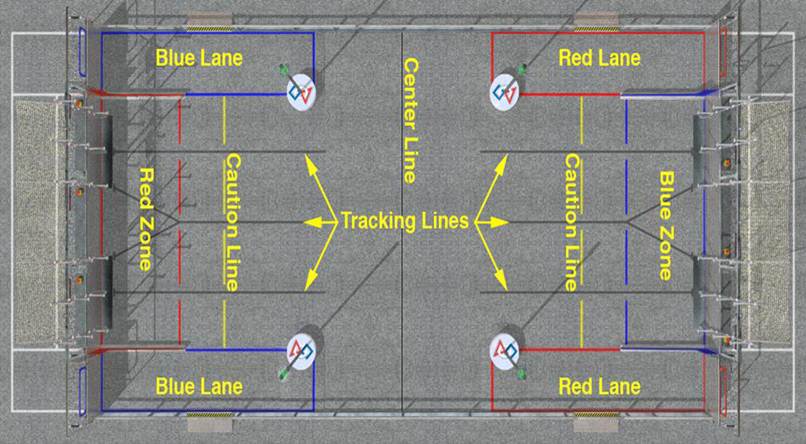 Blue Lane
Red Lane
Center Line
Red Zone
Caution Line
Tracking Lines
Caution Line
Blue Zone
Blue Lane
Red Lane